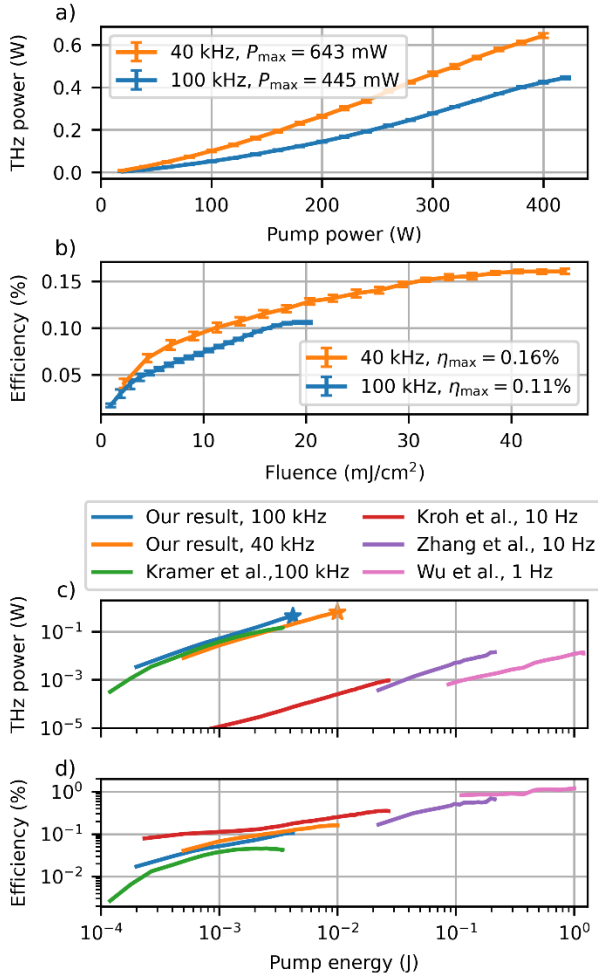 a)
THz power (W)
0.6
0.4
0.2
0.0
40 kHz, P_max = 643 mW
100 kHz, P_max = 445 mW
0 100 200 300 400
Pump power (W)
b)
Efficiency (%)
0.15
0.10
0.05
40 kHz, η_max = 0.16%
100 kHz, η_max = 0.11%
0 10 20 30 40
Fluence (mJ/cm²)
Our result, 100 kHz
Our result, 40 kHz
Kramer et al.,100 kHz
Kroh et al., 10 Hz
Zhang et al., 10 Hz
Wu et al., 1 Hz
c)
THz power (W)
10⁻¹
10⁻³
10⁻⁵
d)
Efficiency (%)
10⁰
10⁻¹
10⁻²
10⁻⁴ 10⁻³ 10⁻² 10⁻¹ 10⁰
Pump energy (J)